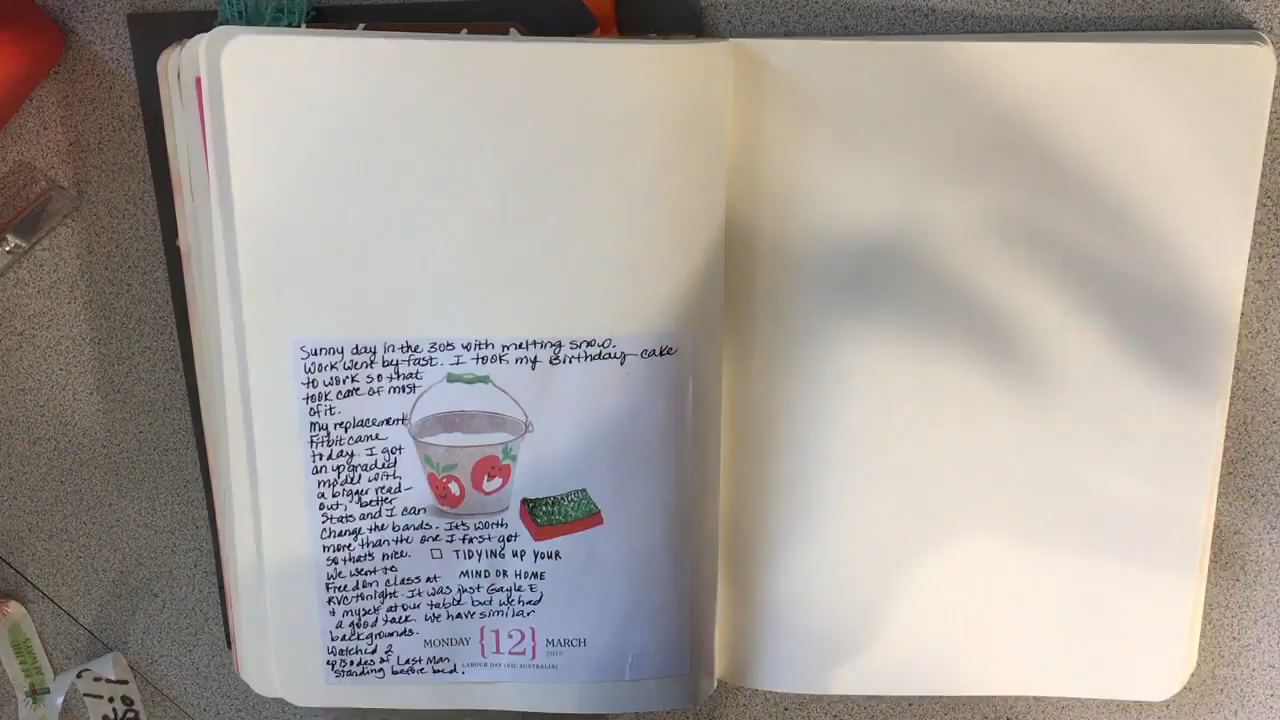 Sunny day in the 30s with melting snow.
Work went by fast. I took my Birthday cake
to work so that
took care of most
of it.
My replacement
Fitbit came
today. I got
an upgraded
model with
a bigger read-
out, better
Stats and I can
Change the bands. It's worth
more than the one I first got
so that's nice.
□ TIDYING UP YOUR
MIND OR HOME
We went to
Freedom class at
RVC tonight. It was just Gayle E,
+ myself at our table but we had
a good talk. We have similar
backgrounds.
Watched 2
episodes of Last Man
Standing before bed.
MONDAY {12} MARCH
2018
LABOUR DAY (VIC AUSTRALIA)